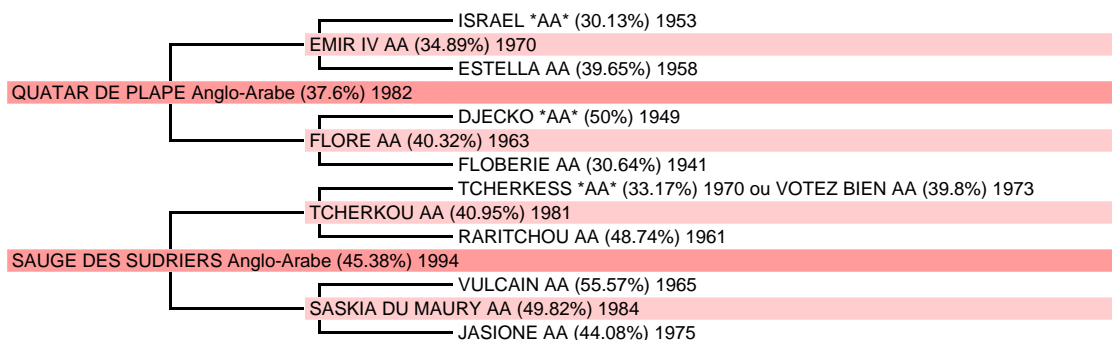 ISRAEL *AA* (30.13%) 1953
EMIR IV AA (34.89%) 1970
ESTELLA AA (39.65%) 1958
QUATAR DE PLAPE Anglo-Arabe (37.6%) 1982
DJECKO *AA* (50%) 1949
FLORE AA (40.32%) 1963
FLOBERIE AA (30.64%) 1941
TCHERKESS *AA* (33.17%) 1970 ou VOTEZ BIEN AA (39.8%) 1973
TCHERKOU AA (40.95%) 1981
RARITCHOU AA (48.74%) 1961
SAUGE DES SUDRIERS Anglo-Arabe (45.38%) 1994
VULCAIN AA (55.57%) 1965
SASKIA DU MAURY AA (49.82%) 1984
JASIONE AA (44.08%) 1975